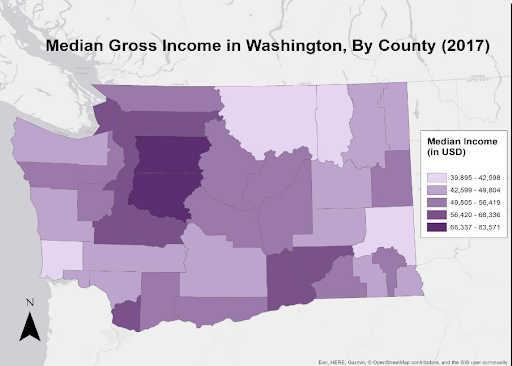 Median Gross Income in Washington, By County (2017)
Median Income
(in USD)
39,895 - 42,598
42,599 - 49,804
49,805 - 56,419
56,420 - 68,336
68,337 - 83,571
N
Esri, HERE, Garmin, © OpenStreetMap contributors, and the GIS user community